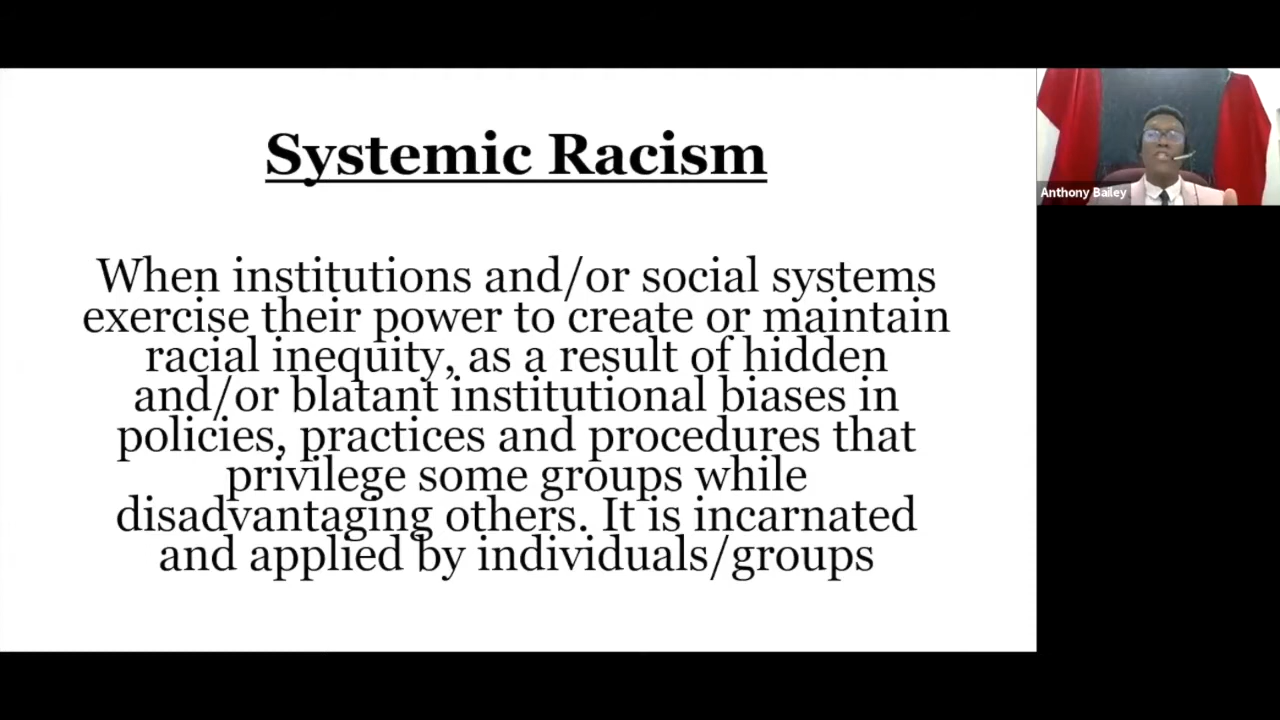 Systemic Racism
When institutions and/or social systems
exercise their power to create or maintain
racial inequity, as a result of hidden
and/or blatant institutional biases in
policies, practices and procedures that
privilege some groups while
disadvantaging others. It is incarnated
and applied by individuals/groups
Anthony Bailey